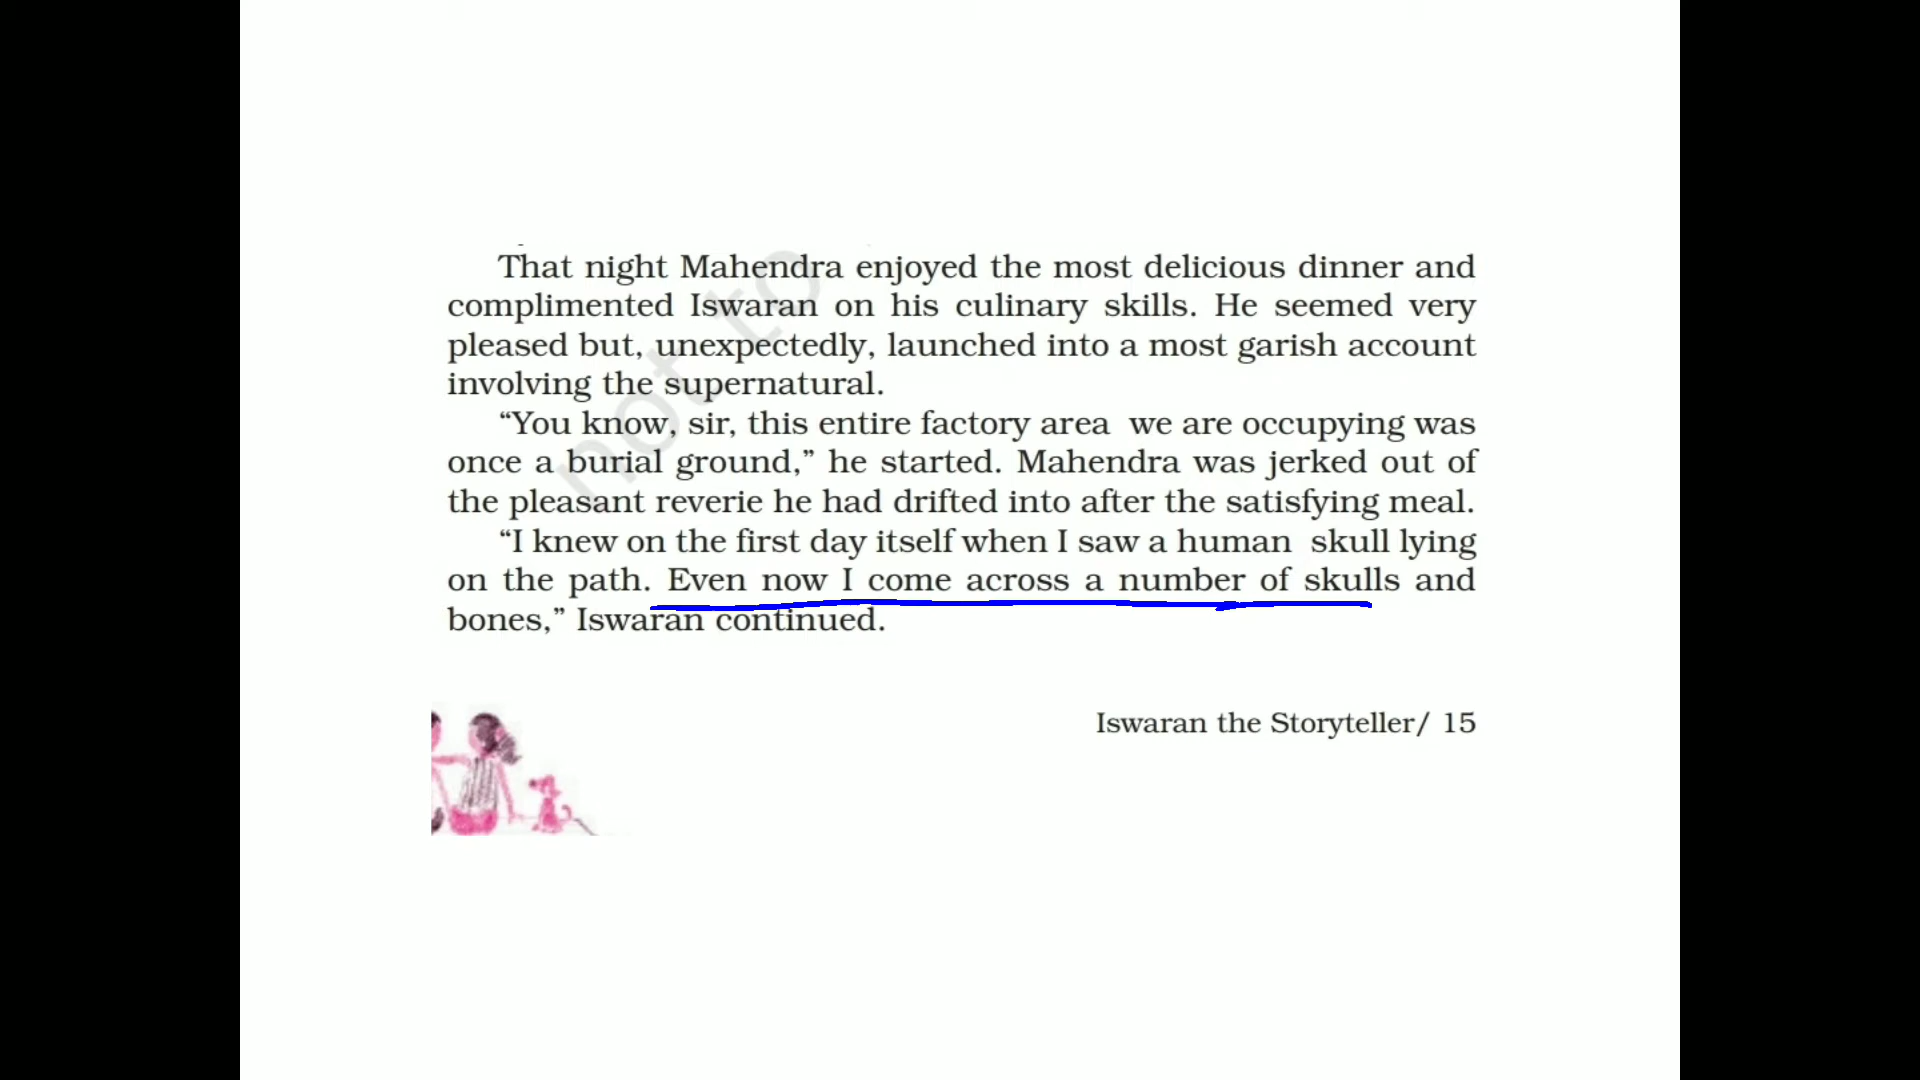 That night Mahendra enjoyed the most delicious dinner and
complimented Iswaran on his culinary skills. He seemed very
pleased but, unexpectedly, launched into a most garish account
involving the supernatural.
“You know, sir, this entire factory area we are occupying was
once a burial ground,” he started. Mahendra was jerked out of
the pleasant reverie he had drifted into after the satisfying meal.
“I knew on the first day itself when I saw a human skull lying
on the path. Even now I come across a number of skulls and
bones,” Iswaran continued.
Iswaran the Storyteller/ 15
not to